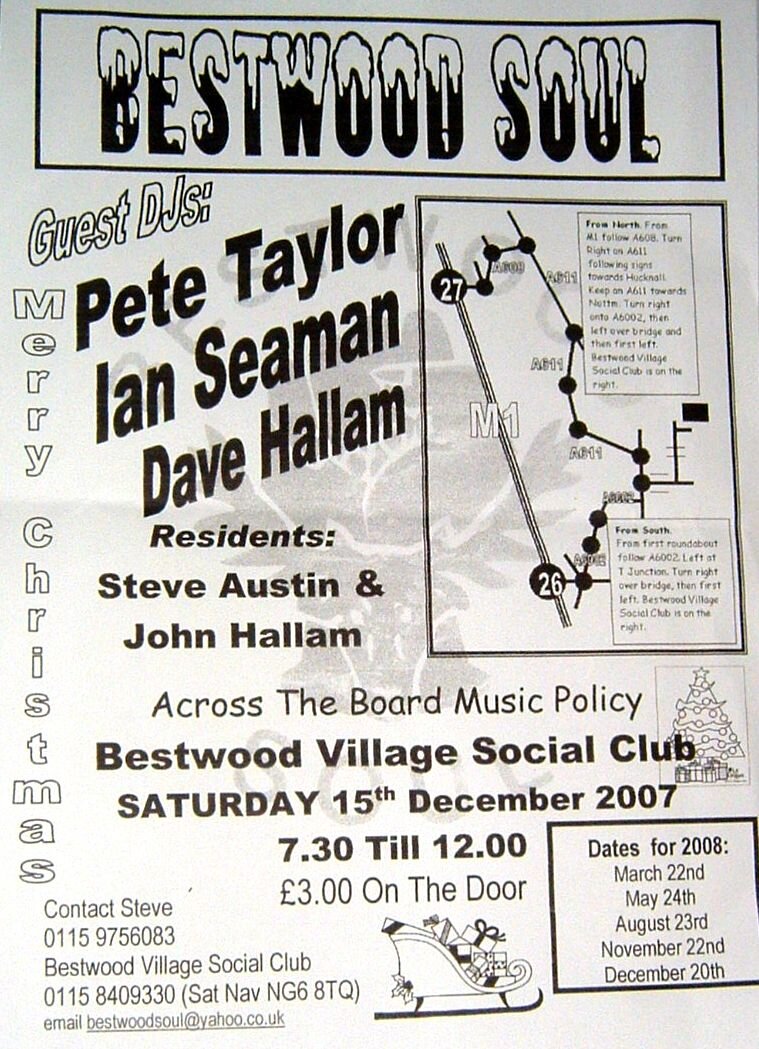 BESTWOOD SOUL
Guest DJs:
Pete Taylor
Ian Seaman
Dave Hallam
Merry Christmas
Residents:
Steve Austin &
John Hallam
27
A608
A611
A611
M1
A611
A6002
A6002
26
From North. From
M1 follow A608. Turn
Right on A611
following signs
towards Hucknall.
Keep on A611 towards
Nottm. Turn right
onto A6002, then
left over bridge and
then first left.
Bestwood Village
Social Club is on the
right.
From South.
From first roundabout
follow A6002. Left at
T Junction. Turn right
over bridge, then first
left. Bestwood Village
Social Club is on the
right.
Across The Board Music Policy
Bestwood Village Social Club
SATURDAY 15th December 2007
7.30 Till 12.00
£3.00 On The Door
Dates for 2008:
March 22nd
May 24th
August 23rd
November 22nd
December 20th
Contact Steve
0115 9756083
Bestwood Village Social Club
0115 8409330 (Sat Nav NG6 8TQ)
email bestwoodsoul@yahoo.co.uk
BESTWOOD
SOUL